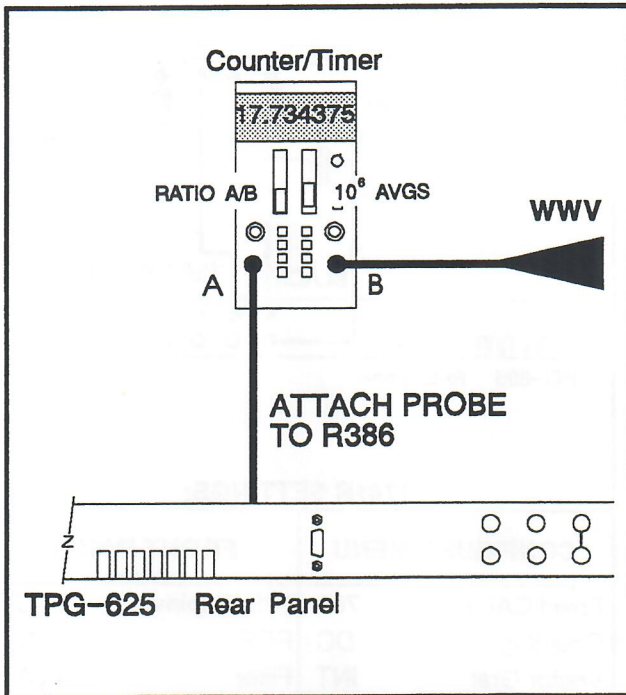 Counter/Timer
17.734375
RATIO A/B
10⁶ AVGS
WWV
A
B
ATTACH PROBE
TO R386
Z
TPG-625 Rear Panel